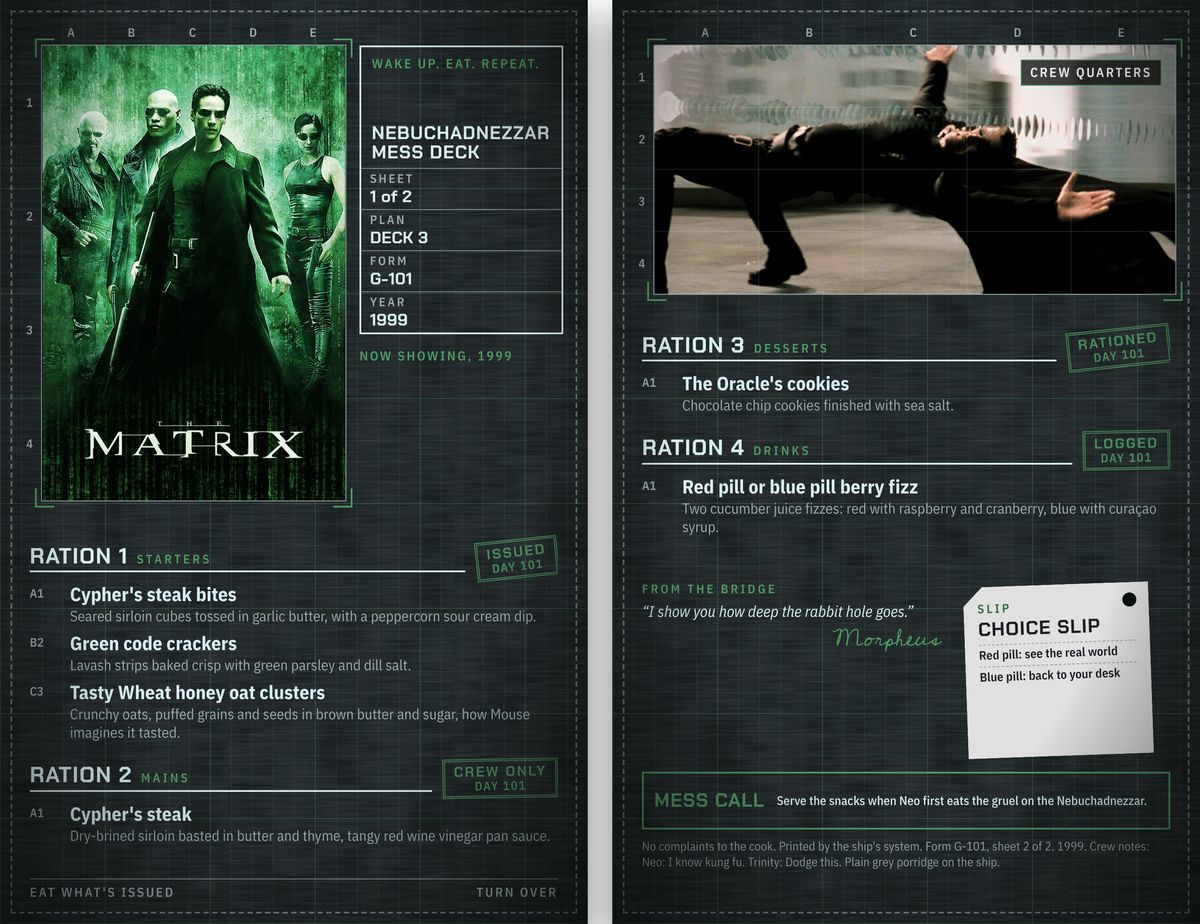 A B C D E
1
2
3
4
THE
MATRIX
WAKE UP. EAT. REPEAT.
NEBUCHADNEZZAR
MESS DECK
SHEET
1 of 2
PLAN
DECK 3
FORM
G-101
YEAR
1999
NOW SHOWING, 1999
RATION 1 STARTERS
ISSUED
DAY 101
A1 Cypher's steak bites
Seared sirloin cubes tossed in garlic butter, with a peppercorn sour cream dip.
B2 Green code crackers
Lavash strips baked crisp with green parsley and dill salt.
C3 Tasty Wheat honey oat clusters
Crunchy oats, puffed grains and seeds in brown butter and sugar, how Mouse
imagines it tasted.
RATION 2 MAINS
CREW ONLY
DAY 101
A1 Cypher's steak
Dry-brined sirloin basted in butter and thyme, tangy red wine vinegar pan sauce.
EAT WHAT'S ISSUED TURN OVER
A B C D E
1
2
3
4
CREW QUARTERS
RATION 3 DESSERTS
RATIONED
DAY 101
A1 The Oracle's cookies
Chocolate chip cookies finished with sea salt.
RATION 4 DRINKS
LOGGED
DAY 101
A1 Red pill or blue pill berry fizz
Two cucumber juice fizzes: red with raspberry and cranberry, blue with curaçao
syrup.
FROM THE BRIDGE
“I show you how deep the rabbit hole goes.”
Morpheus
SLIP
CHOICE SLIP
Red pill: see the real world
Blue pill: back to your desk
MESS CALL Serve the snacks when Neo first eats the gruel on the Nebuchadnezzar.
No complaints to the cook. Printed by the ship's system. Form G-101, sheet 2 of 2. 1999. Crew notes:
Neo: I know kung fu. Trinity: Dodge this. Plain grey porridge on the ship.